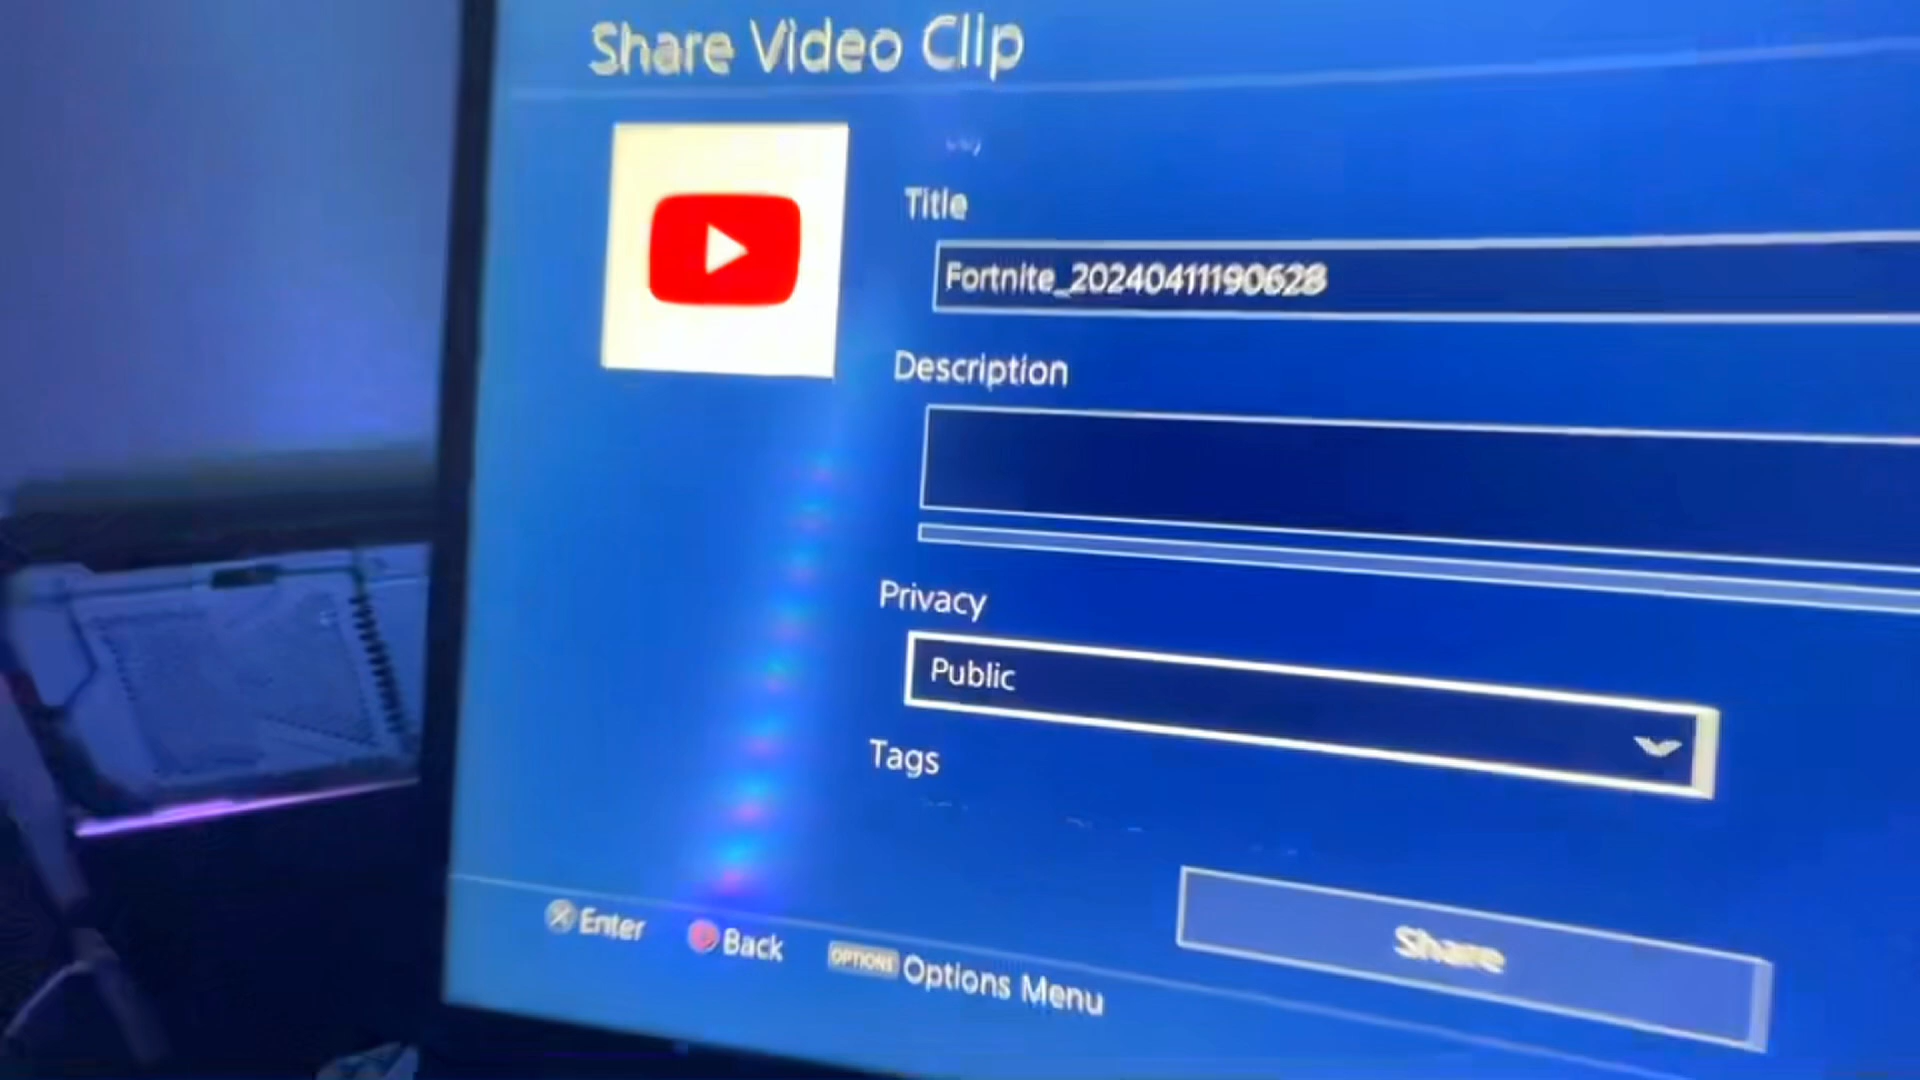 Share Video Clip
Title
Fortnite_20240411190628
Description
Privacy
Public
Tags
Share
Enter
Back
OPTIONS Options Menu